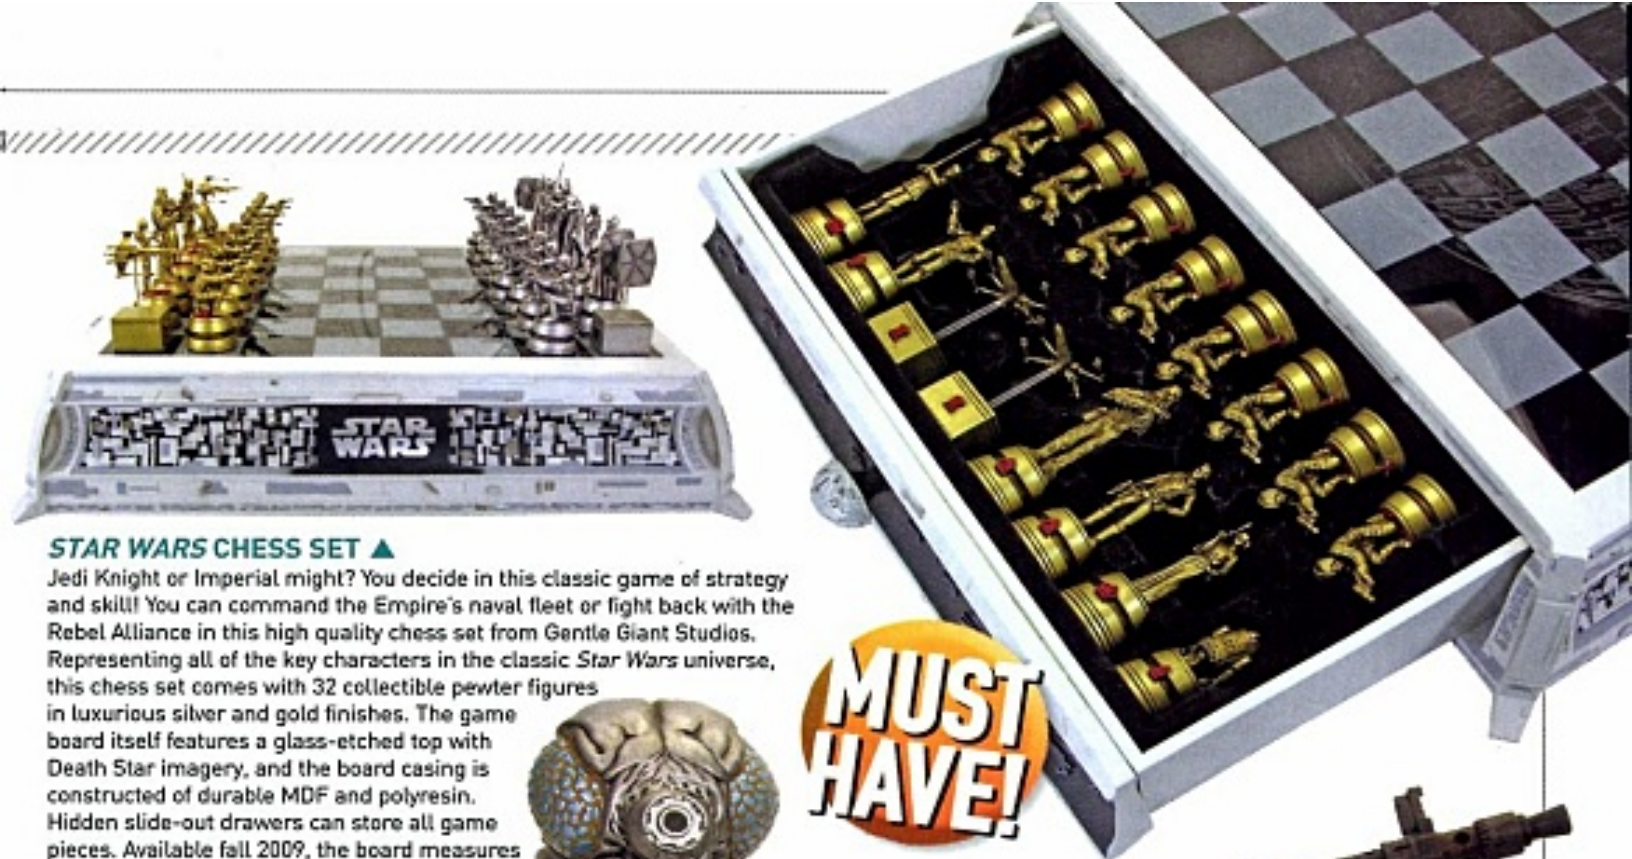 STAR
WARS
STAR WARS CHESS SET ▲
Jedi Knight or Imperial might? You decide in this classic game of strategy
and skill! You can command the Empire's naval fleet or fight back with the
Rebel Alliance in this high quality chess set from Gentle Giant Studios.
Representing all of the key characters in the classic Star Wars universe,
this chess set comes with 32 collectible pewter figures
in luxurious silver and gold finishes. The game
board itself features a glass-etched top with
Death Star imagery, and the board casing is
constructed of durable MDF and polyresin.
Hidden slide-out drawers can store all game
pieces. Available fall 2009, the board measures
MUST
HAVE!